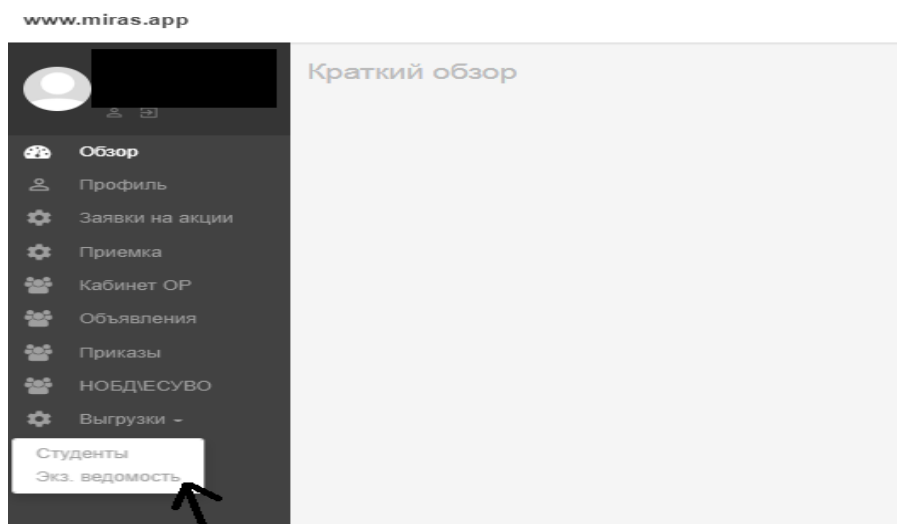 www.miras.app
Краткий обзор
Обзор
Профиль
Заявки на акции
Приемка
Кабинет ОР
Объявления
Приказы
НОБД\ЕСУВО
Выгрузки
Студенты
Экз. ведомость